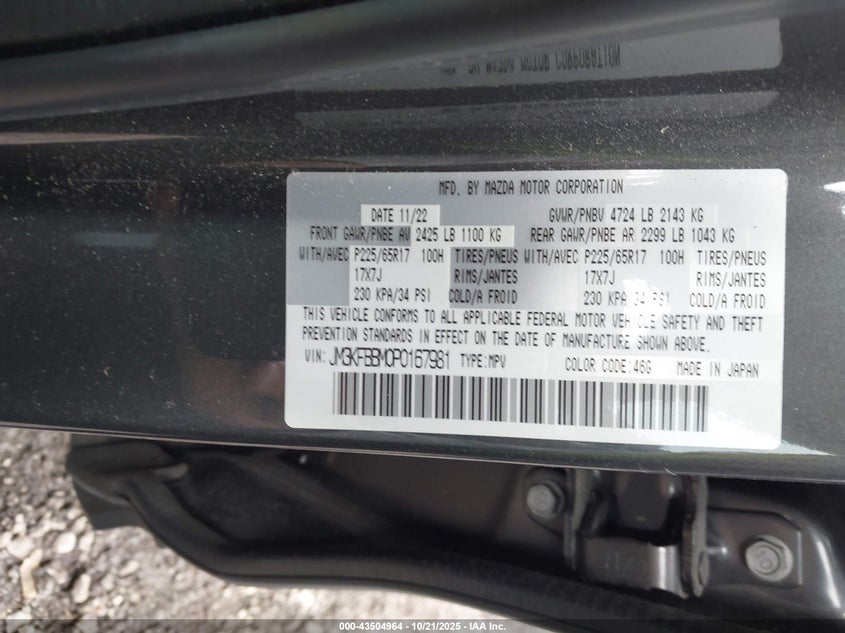 MFD. BY MAZDA MOTOR CORPORATION
DATE 11/22 GVWR/PNBV 4724 LB 2143 KG
FRONT GAWR/PNBE AV 2425 LB 1100 KG REAR GAWR/PNBE AR 2299 LB 1043 KG
WITH/AVEC P225/65R17 100H TIRES/PNEUS WITH/AVEC P225/65R17 100H TIRES/PNEUS
17X7J RIMS/JANTES 17X7J RIMS/JANTES
230 KPA/34 PSI COLD/A FROID 230 KPA/34 PSI COLD/A FROID
THIS VEHICLE CONFORMS TO ALL APPLICABLE FEDERAL MOTOR VEHICLE SAFETY AND THEFT
PREVENTION STANDARDS IN EFFECT ON THE DATE OF MANUFACTURE SHOWN ABOVE.
VIN: JM3KFBBM0P0167981 TYPE:MPV COLOR CODE:46G MADE IN JAPAN
000-43504964 - 10/21/2025 - IAA Inc.